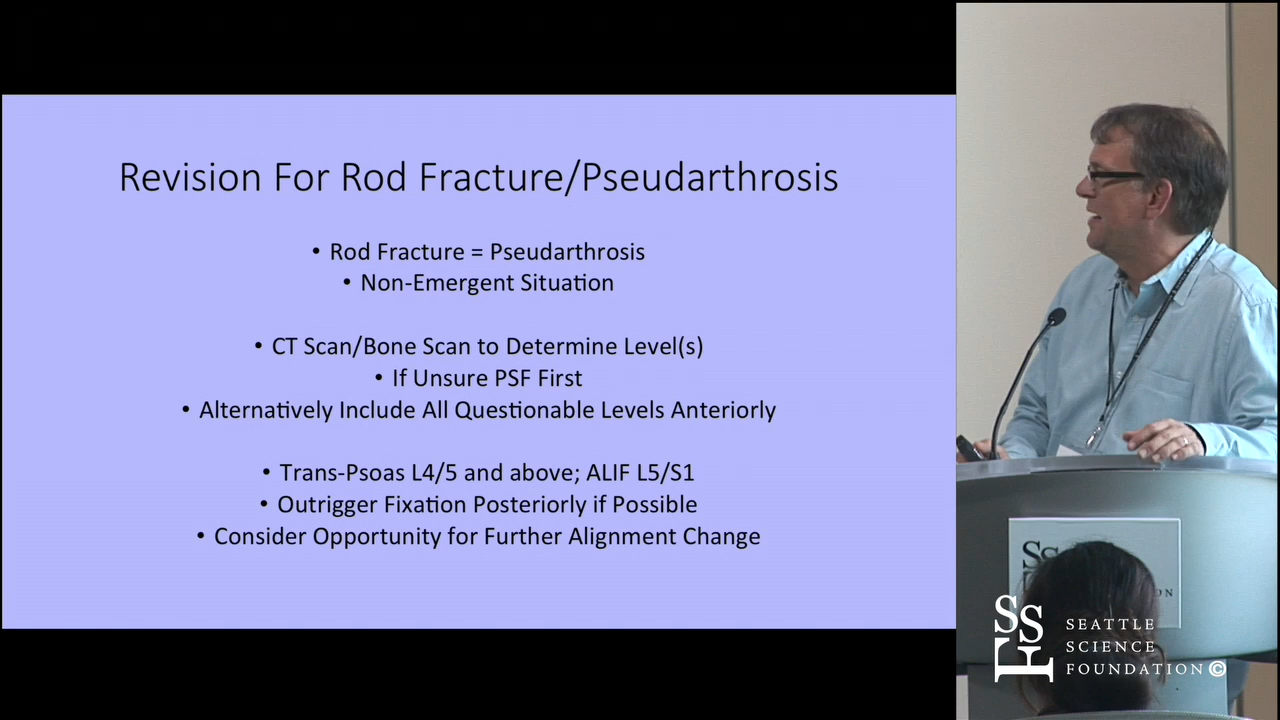 Revision For Rod Fracture/Pseudarthrosis
• Rod Fracture = Pseudarthrosis
• Non-Emergent Situation
• CT Scan/Bone Scan to Determine Level(s)
• If Unsure PSF First
• Alternatively Include All Questionable Levels Anteriorly
• Trans-Psoas L4/5 and above; ALIF L5/S1
• Outrigger Fixation Posteriorly if Possible
• Consider Opportunity for Further Alignment Change
SSF
SEATTLE
SCIENCE
FOUNDATION©